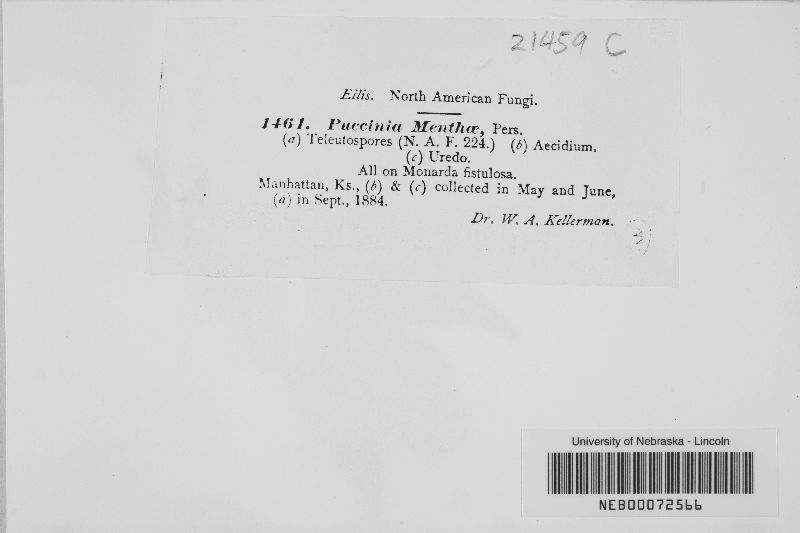 21459 C
Ellis. North American Fungi.
1461. Puccinia Menthæ, Pers.
(a) Teleutospores (N. A. F. 224.) (b) Aecidium.
(c) Uredo.
All on Monarda fistulosa.
Manhattan, Ks., (b) & (c) collected in May and June,
(a) in Sept., 1884.
Dr. W. A. Kellerman.
University of Nebraska - Lincoln
NEB00072566